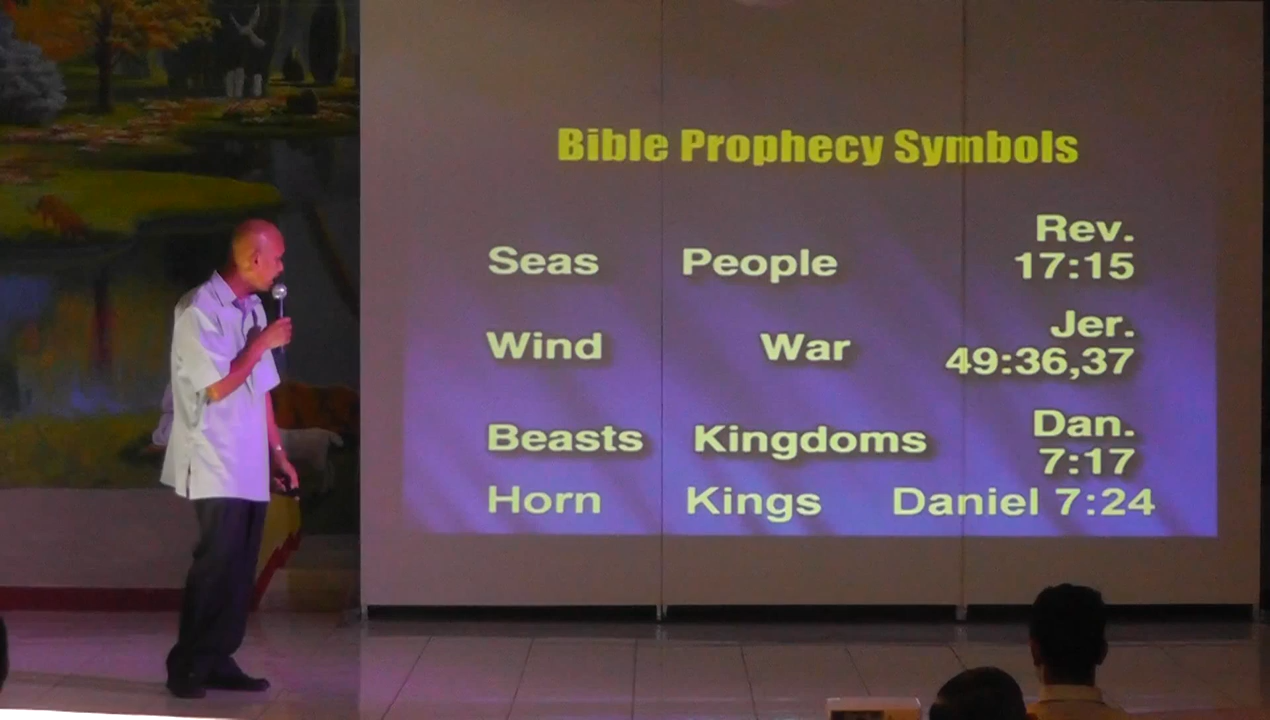 Bible Prophecy Symbols
Seas People Rev. 17:15
Wind War Jer. 49:36,37
Beasts Kingdoms Dan. 7:17
Horn Kings Daniel 7:24